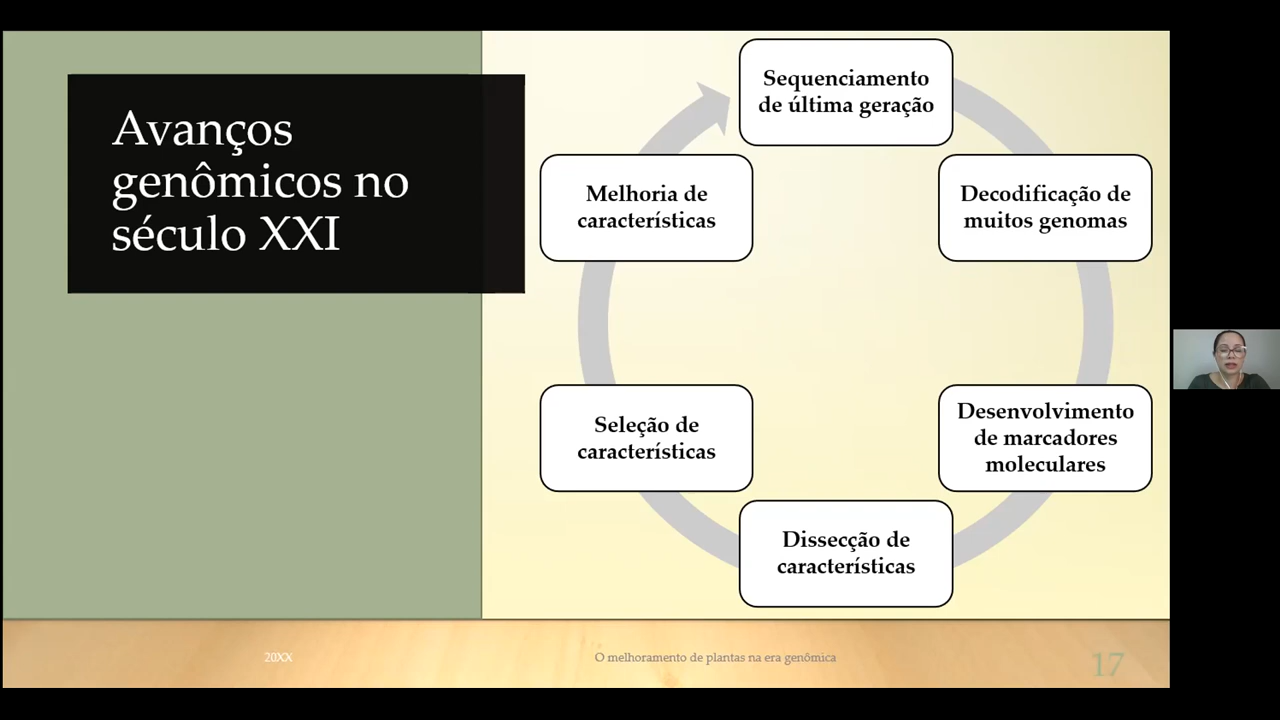 Avanços
genômicos no
século XXI
Sequenciamento
de última geração
Decodificação de
muitos genomas
Desenvolvimento
de marcadores
moleculares
Dissecção de
características
Seleção de
características
Melhoria de
características
20XX
O melhoramento de plantas na era genômica
17